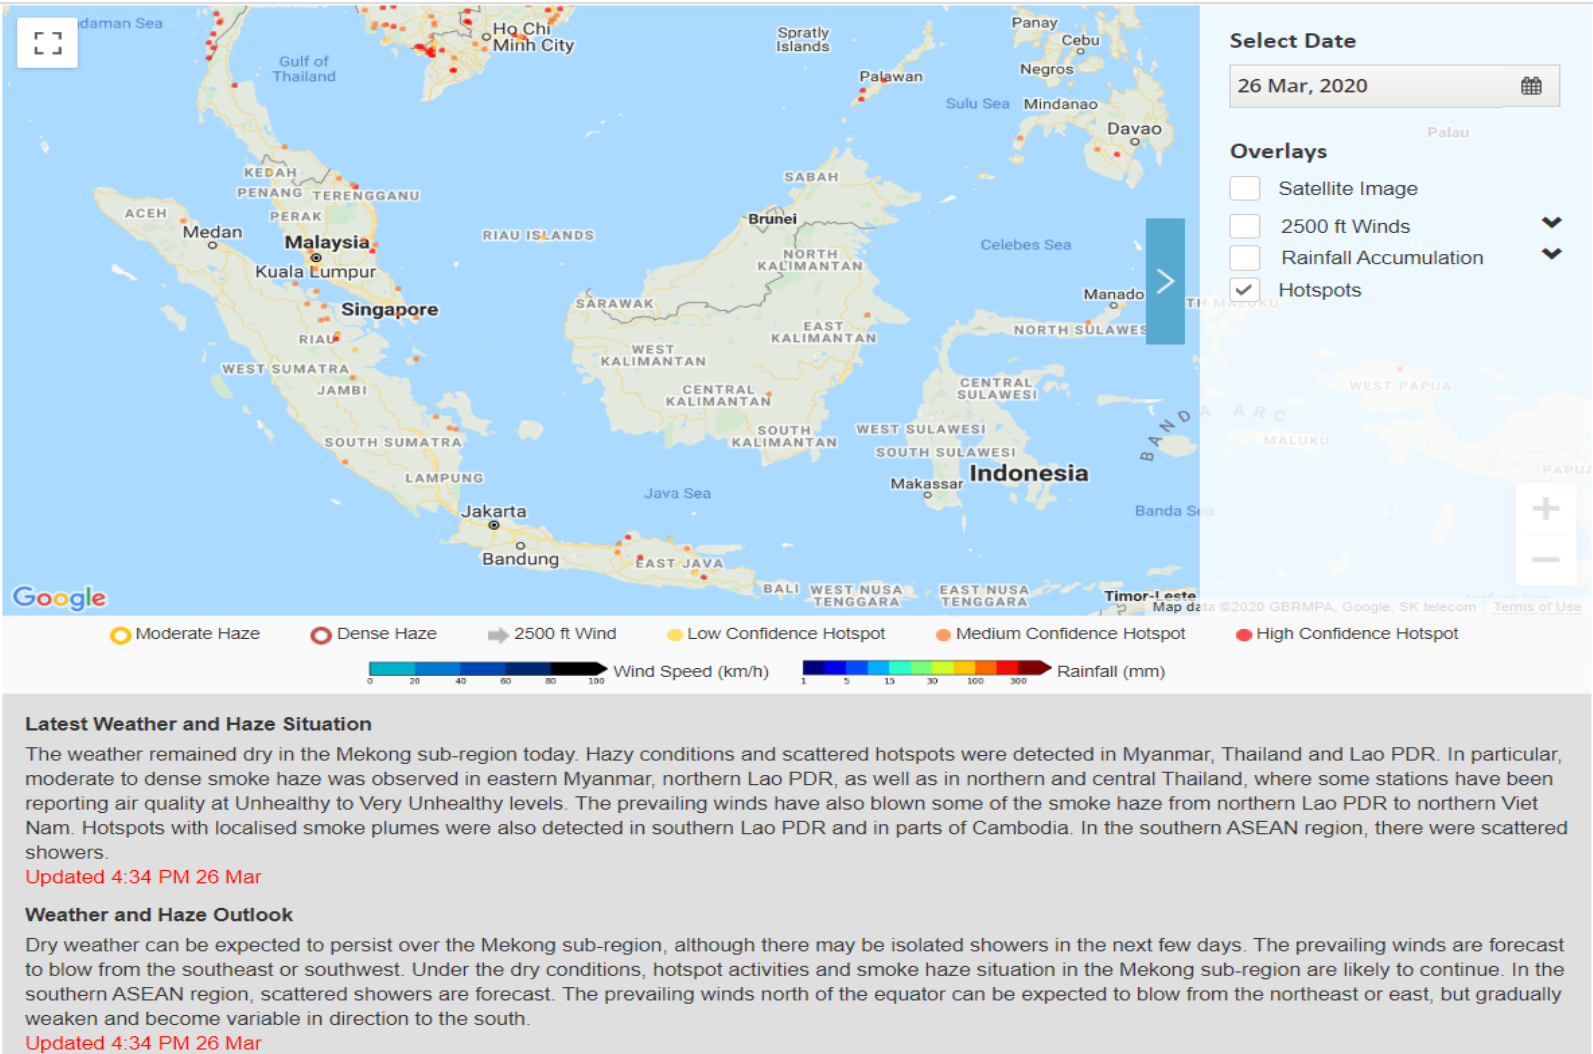 daman Sea
Gulf of
Thailand
Ho Chi
Minh City
Spratly
Islands
Palawan
Panay
Cebu
Negros
Sulu Sea
Mindanao
Davao
KEDAH
PENANG
TERENGGANU
PERAK
ACEH
Medan
Malaysia
Kuala Lumpur
Singapore
RIAU ISLANDS
SABAH
Brunei
NORTH
KALIMANTAN
Celebes Sea
SARAWAK
Manado
TH MALUKU
EAST
KALIMANTAN
NORTH SULAWES
RIAU
WEST SUMATRA
JAMBI
WEST
KALIMANTAN
CENTRAL
KALIMANTAN
CENTRAL
SULAWESI
WEST PAPUA
BANDA ARC
MALUKU
SOUTH SUMATRA
SOUTH
KALIMANTAN
WEST SULAWESI
SOUTH SULAWESI
Indonesia
Makassar
PAPUA
LAMPUNG
Java Sea
Jakarta
Banda Sea
Bandung
EAST JAVA
BALI
WEST NUSA
TENGGARA
EAST NUSA
TENGGARA
Timor-Leste
Google
Map data ©2020 GBRMPA, Google, SK telecom
Terms of Use
Select Date
26 Mar, 2020
Palau
Overlays
Satellite Image
2500 ft Winds
Rainfall Accumulation
Hotspots
+
−
Moderate Haze
Dense Haze
2500 ft Wind
Low Confidence Hotspot
Medium Confidence Hotspot
High Confidence Hotspot
0 20 40 60 80 100 Wind Speed (km/h)
1 5 15 30 100 300 Rainfall (mm)
Latest Weather and Haze Situation
The weather remained dry in the Mekong sub-region today. Hazy conditions and scattered hotspots were detected in Myanmar, Thailand and Lao PDR. In particular,
moderate to dense smoke haze was observed in eastern Myanmar, northern Lao PDR, as well as in northern and central Thailand, where some stations have been
reporting air quality at Unhealthy to Very Unhealthy levels. The prevailing winds have also blown some of the smoke haze from northern Lao PDR to northern Viet
Nam. Hotspots with localised smoke plumes were also detected in southern Lao PDR and in parts of Cambodia. In the southern ASEAN region, there were scattered
showers.
Updated 4:34 PM 26 Mar
Weather and Haze Outlook
Dry weather can be expected to persist over the Mekong sub-region, although there may be isolated showers in the next few days. The prevailing winds are forecast
to blow from the southeast or southwest. Under the dry conditions, hotspot activities and smoke haze situation in the Mekong sub-region are likely to continue. In the
southern ASEAN region, scattered showers are forecast. The prevailing winds north of the equator can be expected to blow from the northeast or east, but gradually
weaken and become variable in direction to the south.
Updated 4:34 PM 26 Mar